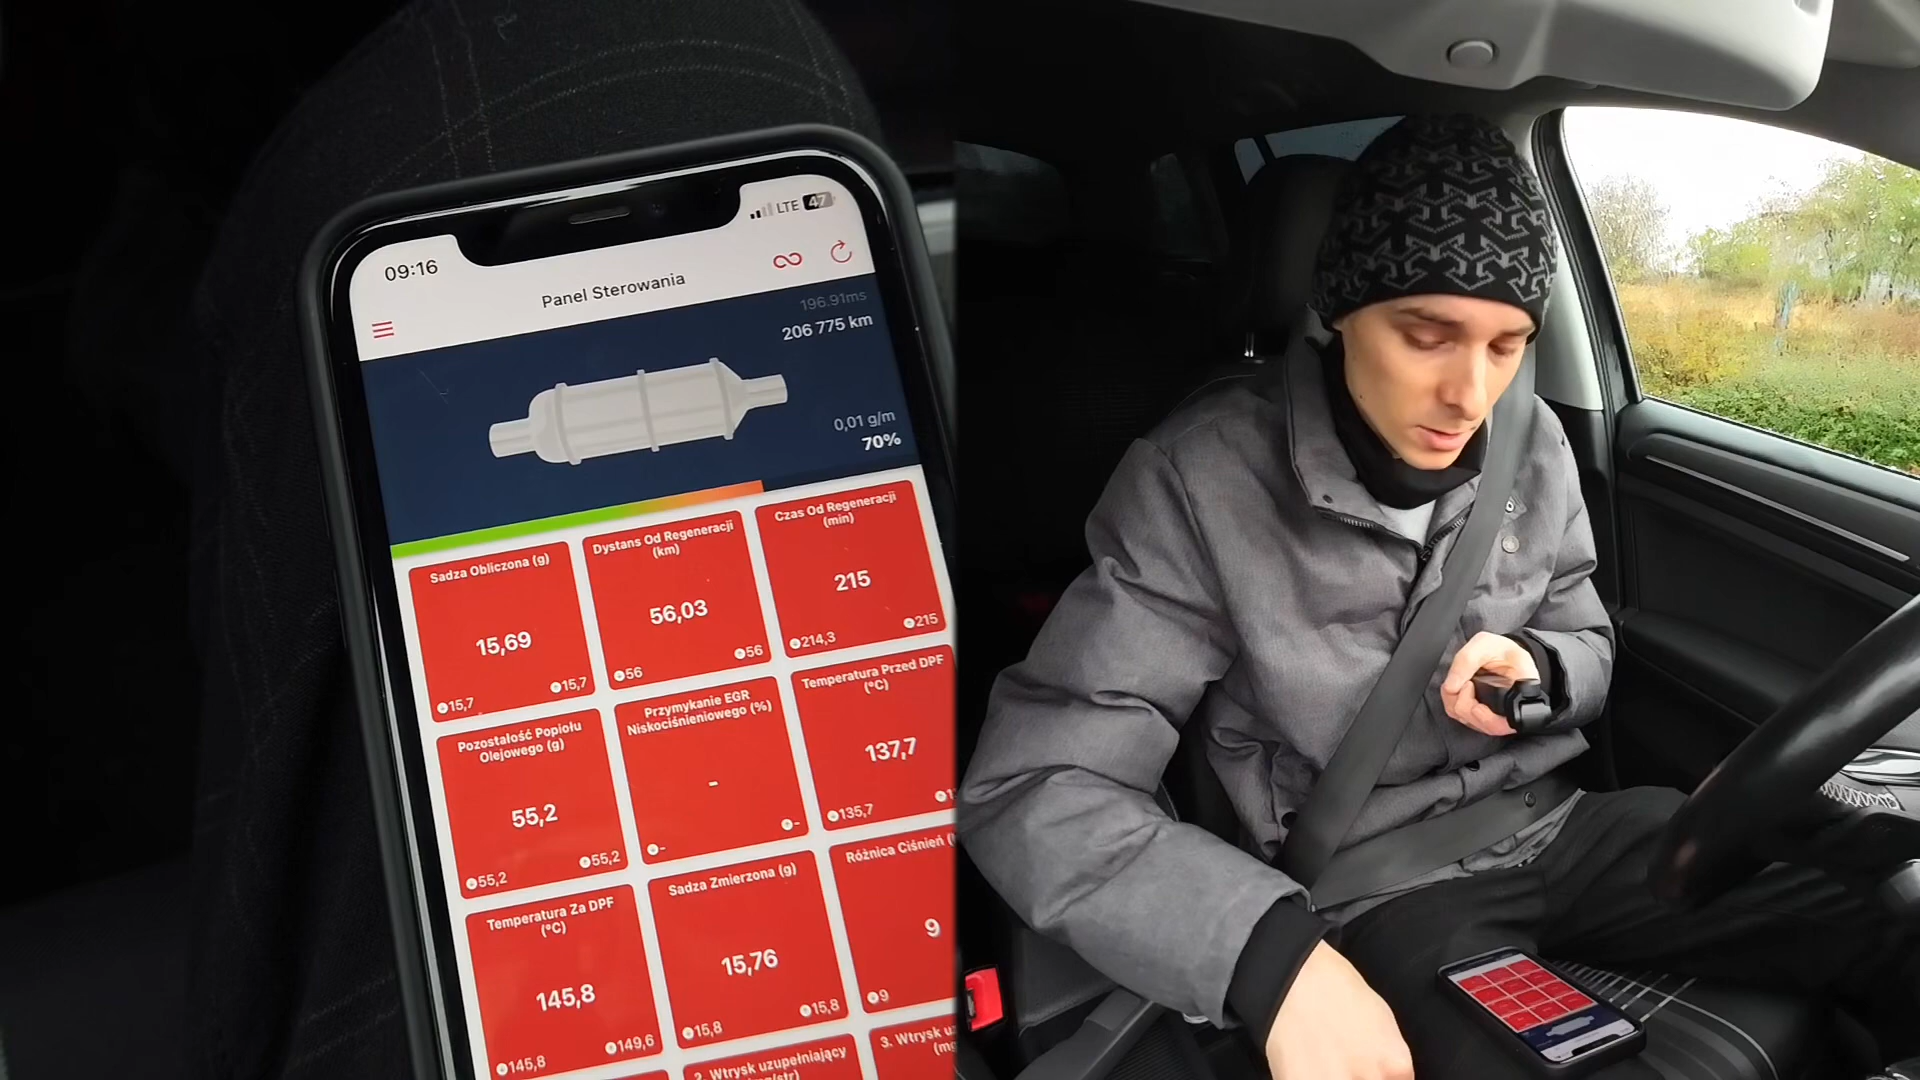 09:16
LTE 47
Panel Sterowania
196.91ms
206 775 km
0,01 g/m
70%
Sadza Obliczona (g)
15,69
15,7
15,7
Dystans Od Regeneracji
(km)
56,03
56
56
Czas Od Regeneracji
(min)
215
214,3
215
Pozostałość Popiołu
Olejowego (g)
55,2
55,2
55,2
Przymykanie EGR
Niskociśnieniowego (%)
-
-
-
Temperatura Przed DPF
(°C)
137,7
135,7
Temperatura Za DPF
(°C)
145,8
145,8
149,6
Sadza Zmierzona (g)
15,76
15,8
15,8
Różnica Ciśnień
9
9
2. Wtrysk uzupełniający
3. Wtrysk